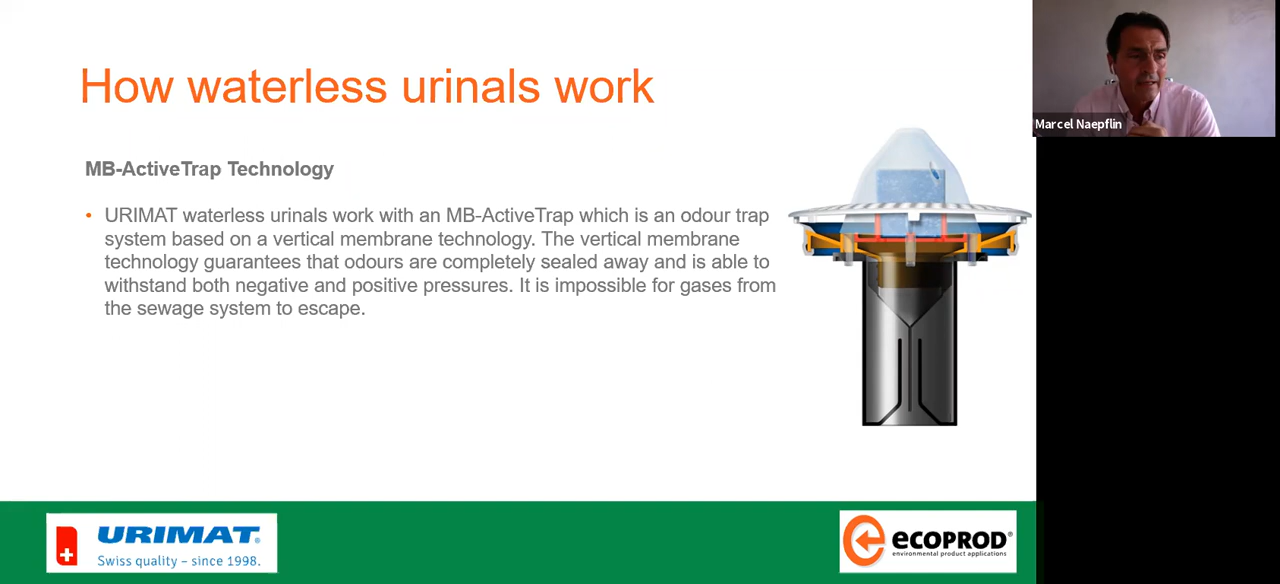 How waterless urinals work
Marcel Naepflin
MB-ActiveTrap Technology
• URIMAT waterless urinals work with an MB-ActiveTrap which is an odour trap
system based on a vertical membrane technology. The vertical membrane
technology guarantees that odours are completely sealed away and is able to
withstand both negative and positive pressures. It is impossible for gases from
the sewage system to escape.
URIMAT®
Swiss quality – since 1998.
ECOPROD®
environmental product applications